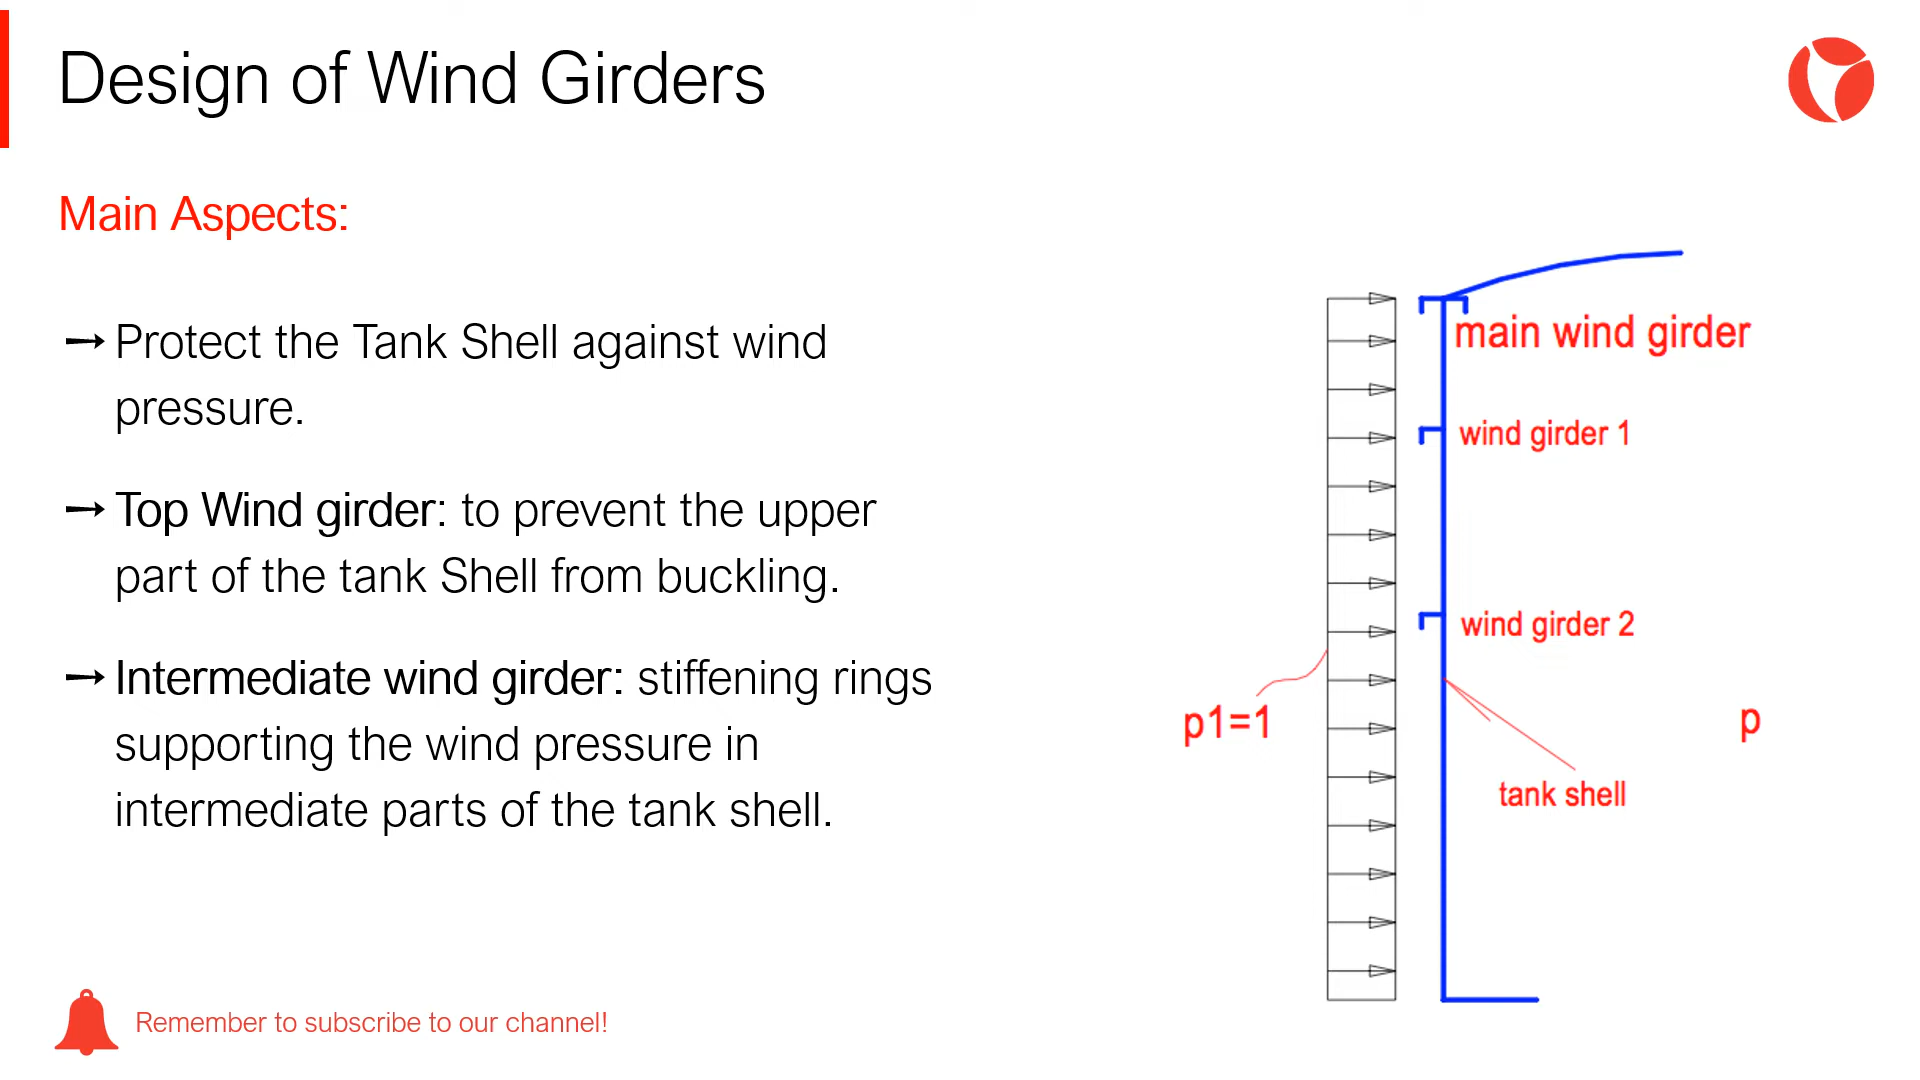 Design of Wind Girders
Main Aspects:
→ Protect the Tank Shell against wind
pressure.
→ Top Wind girder: to prevent the upper
part of the tank Shell from buckling.
→ Intermediate wind girder: stiffening rings
supporting the wind pressure in
intermediate parts of the tank shell.
main wind girder
wind girder 1
wind girder 2
p1=1
p
tank shell
Remember to subscribe to our channel!